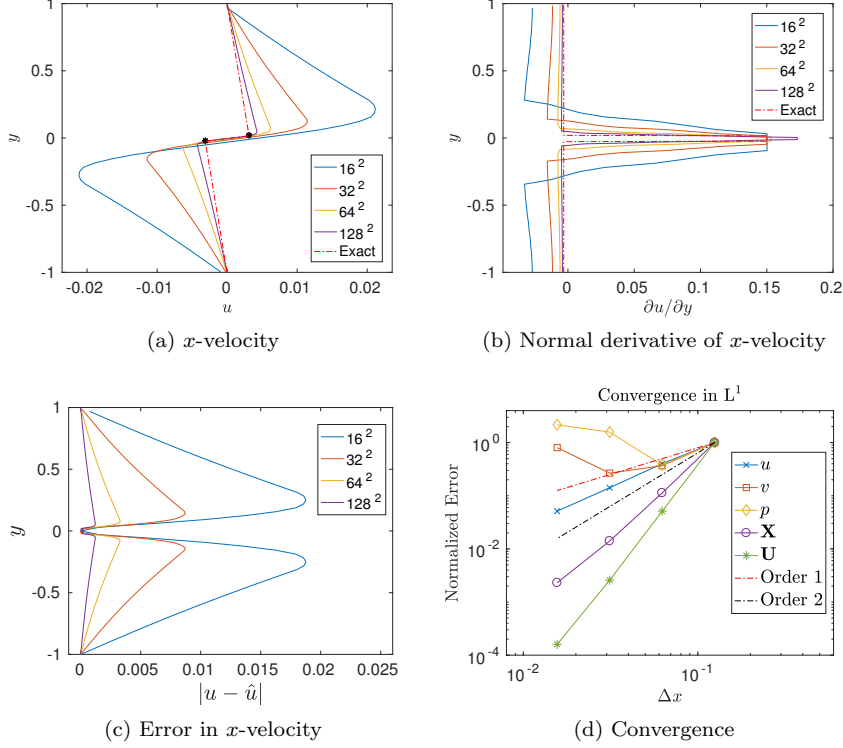 y
1
0.5
0
-0.5
-1
-0.02
-0.01
0
0.01
0.02
u
16 2
32 2
64 2
128 2
Exact
(a) x-velocity
y
1
0.5
0
-0.5
-1
0
0.05
0.1
0.15
0.2
∂u/∂y
16 2
32 2
64 2
128 2
Exact
(b) Normal derivative of x-velocity
y
1
0.5
0
-0.5
-1
0
0.005
0.01
0.015
0.02
0.025
|u − û|
16 2
32 2
64 2
128 2
(c) Error in x-velocity
Convergence in L1
Normalized Error
10 0
10 -2
10 -4
10 -2
10 -1
Δx
u
v
p
X
U
Order 1
Order 2
(d) Convergence